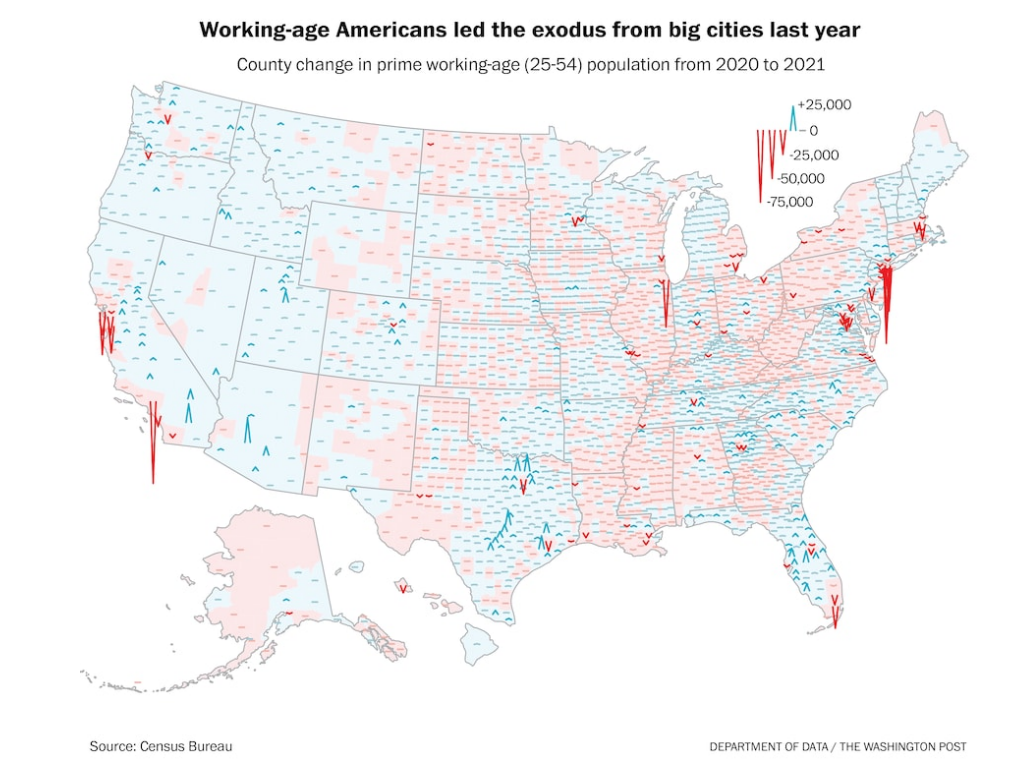 Working-age Americans led the exodus from big cities last year
County change in prime working-age (25-54) population from 2020 to 2021
+25,000
0
-25,000
-50,000
-75,000
Source: Census Bureau
DEPARTMENT OF DATA / THE WASHINGTON POST